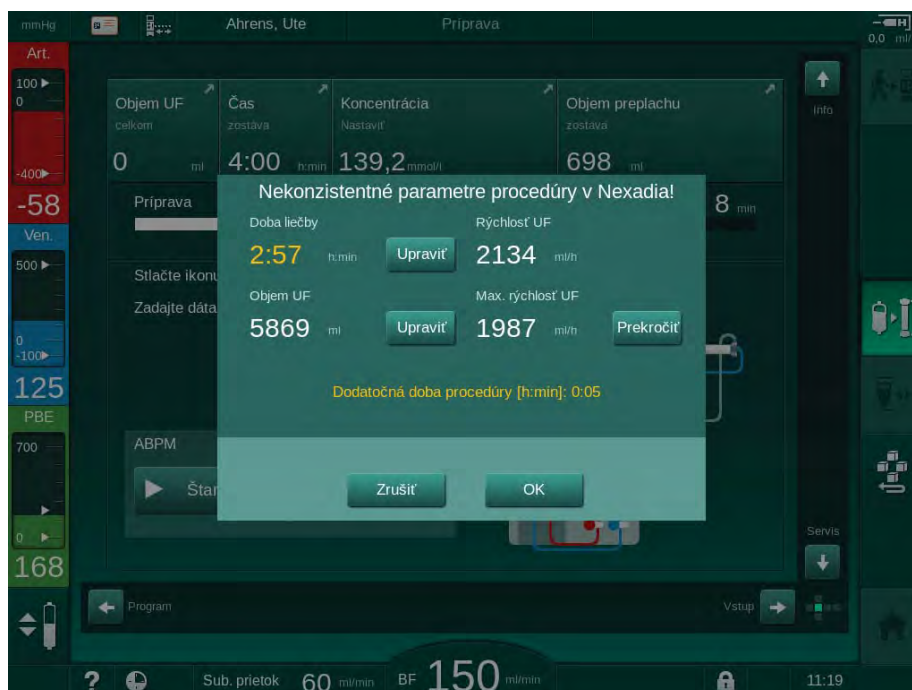 mmHg
Ahrens, Ute
Príprava
0,0 ml/
Art.
100
0
-400
-58
Ven.
500
0
-100
125
PBE
700
0
168
Objem UF
celkom
0 ml
Čas
zostáva
4:00 h:min
Koncentrácia
Nastaviť
139,2 mmol/l
Objem preplachu
zostáva
698 ml
info
Príprava
8 min
Stlačte ikonu
Zadajte dáta
Nekonzistentné parametre procedúry v Nexadia!
Doba liečby
2:57 h:min
Upraviť
Rýchlosť UF
2134 ml/h
Objem UF
5869 ml
Upraviť
Max. rýchlosť UF
1987 ml/h
Prekročiť
Dodatočná doba procedúry [h:min]: 0:05
Zrušiť
OK
ABPM
Štar
Servis
Program
Vstup
?
Sub. prietok 60 ml/min
BF 150 ml/min
11:19